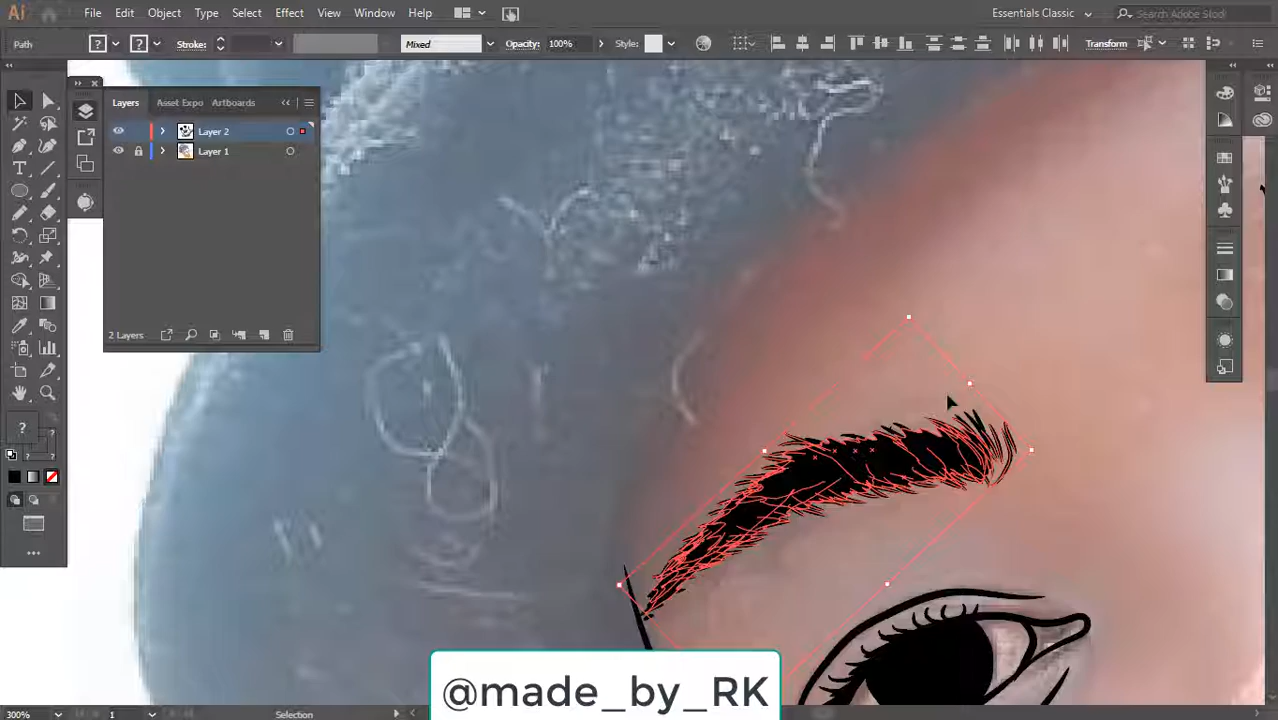 Ai File Edit Object Type Select Effect View Window Help Essentials Classic Search Adobe Stock
Path Stroke: Mixed Opacity: 100% Style: Transform
Layers Asset Expo Artboards
Layer 2
Layer 1
2 Layers
@made_by_RK
300% 1 Selection